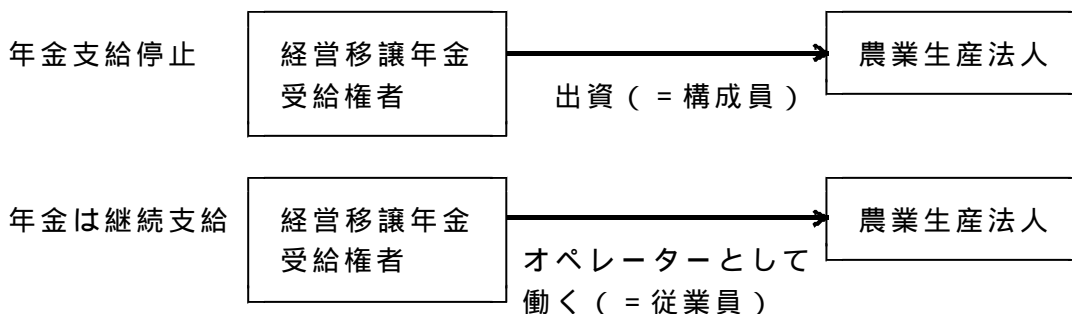 年金支給停止
経営移譲年金
受給権者
出資(=構成員)
農業生産法人
年金は継続支給
経営移譲年金
受給権者
オペレーターとして
働く(=従業員)
農業生産法人